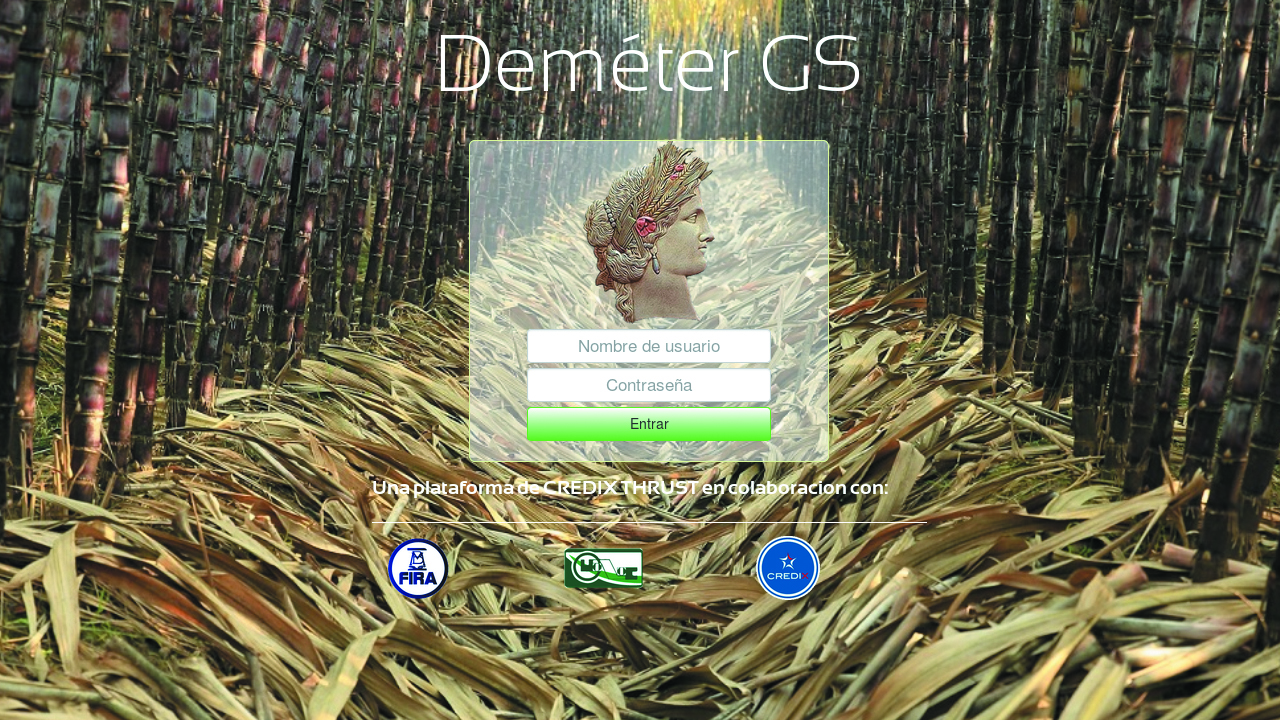 Deméter GS
Nombre de usuario
Contraseña
Entrar
Una plataforma de CREDIX THRUST en colaboracion con:
FIRA
CREDIX